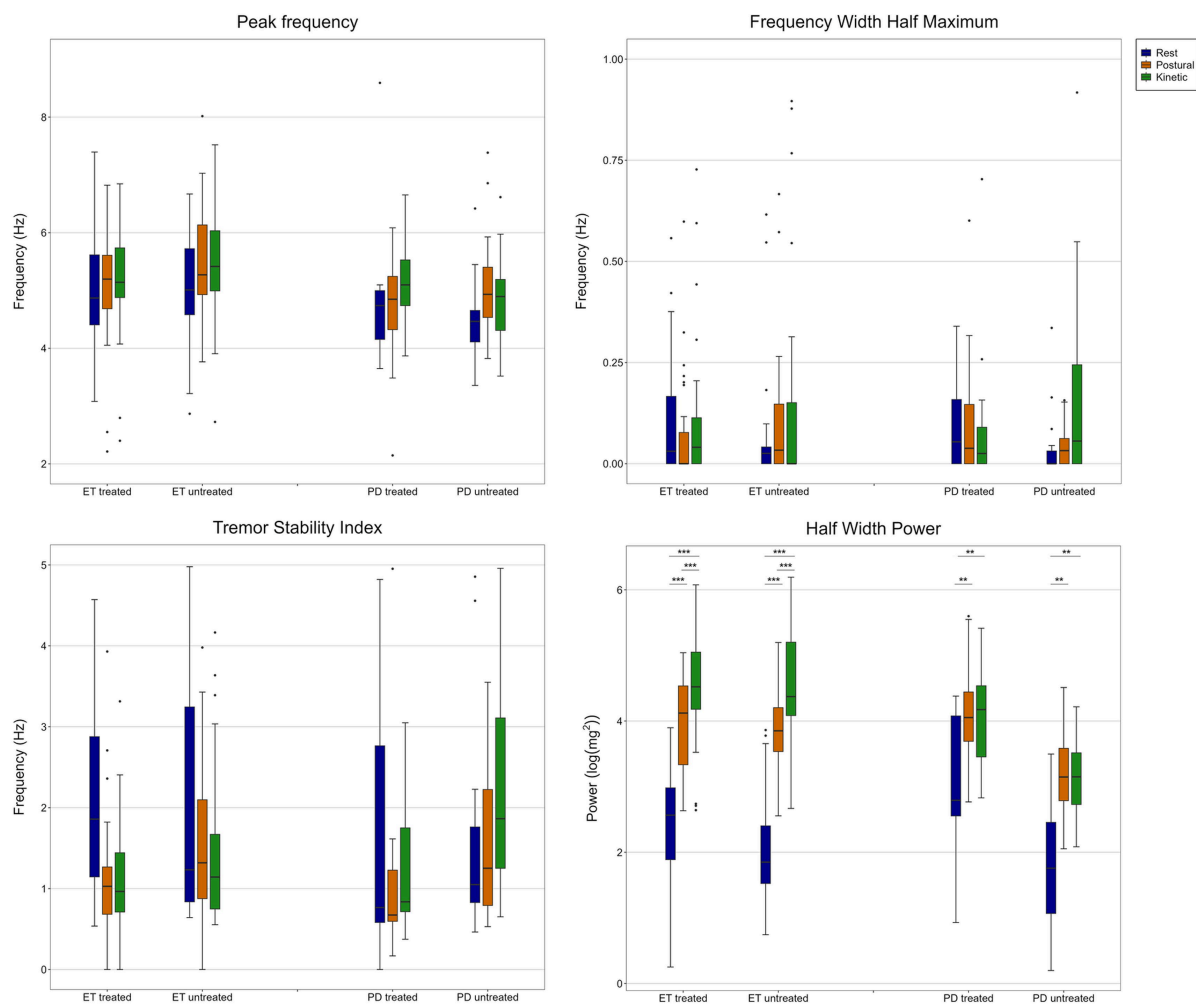 Peak frequency
Frequency (Hz)
8
6
4
2
ET treated ET untreated PD treated PD untreated
Frequency Width Half Maximum
Frequency (Hz)
1.00
0.75
0.50
0.25
0.00
ET treated ET untreated PD treated PD untreated
Rest
Postural
Kinetic
Tremor Stability Index
Frequency (Hz)
5
4
3
2
1
0
ET treated ET untreated PD treated PD untreated
Half Width Power
Power (log(mg²))
*** *** ** **
*** ***
*** *** ** **
6
4
2
0
ET treated ET untreated PD treated PD untreated